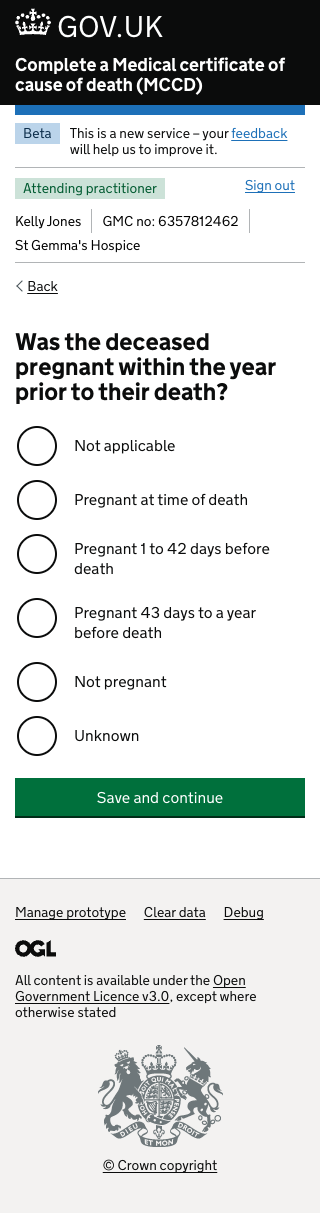 GOV.UK
Complete a Medical certificate of
cause of death (MCCD)
Beta
This is a new service – your feedback
will help us to improve it.
Attending practitioner
Sign out
Kelly Jones
GMC no: 6357812462
St Gemma's Hospice
Back
Was the deceased
pregnant within the year
prior to their death?
Not applicable
Pregnant at time of death
Pregnant 1 to 42 days before
death
Pregnant 43 days to a year
before death
Not pregnant
Unknown
Save and continue
Manage prototype
Clear data
Debug
OGL
All content is available under the Open
Government Licence v3.0, except where
otherwise stated
DIEU ET MON DROIT
© Crown copyright